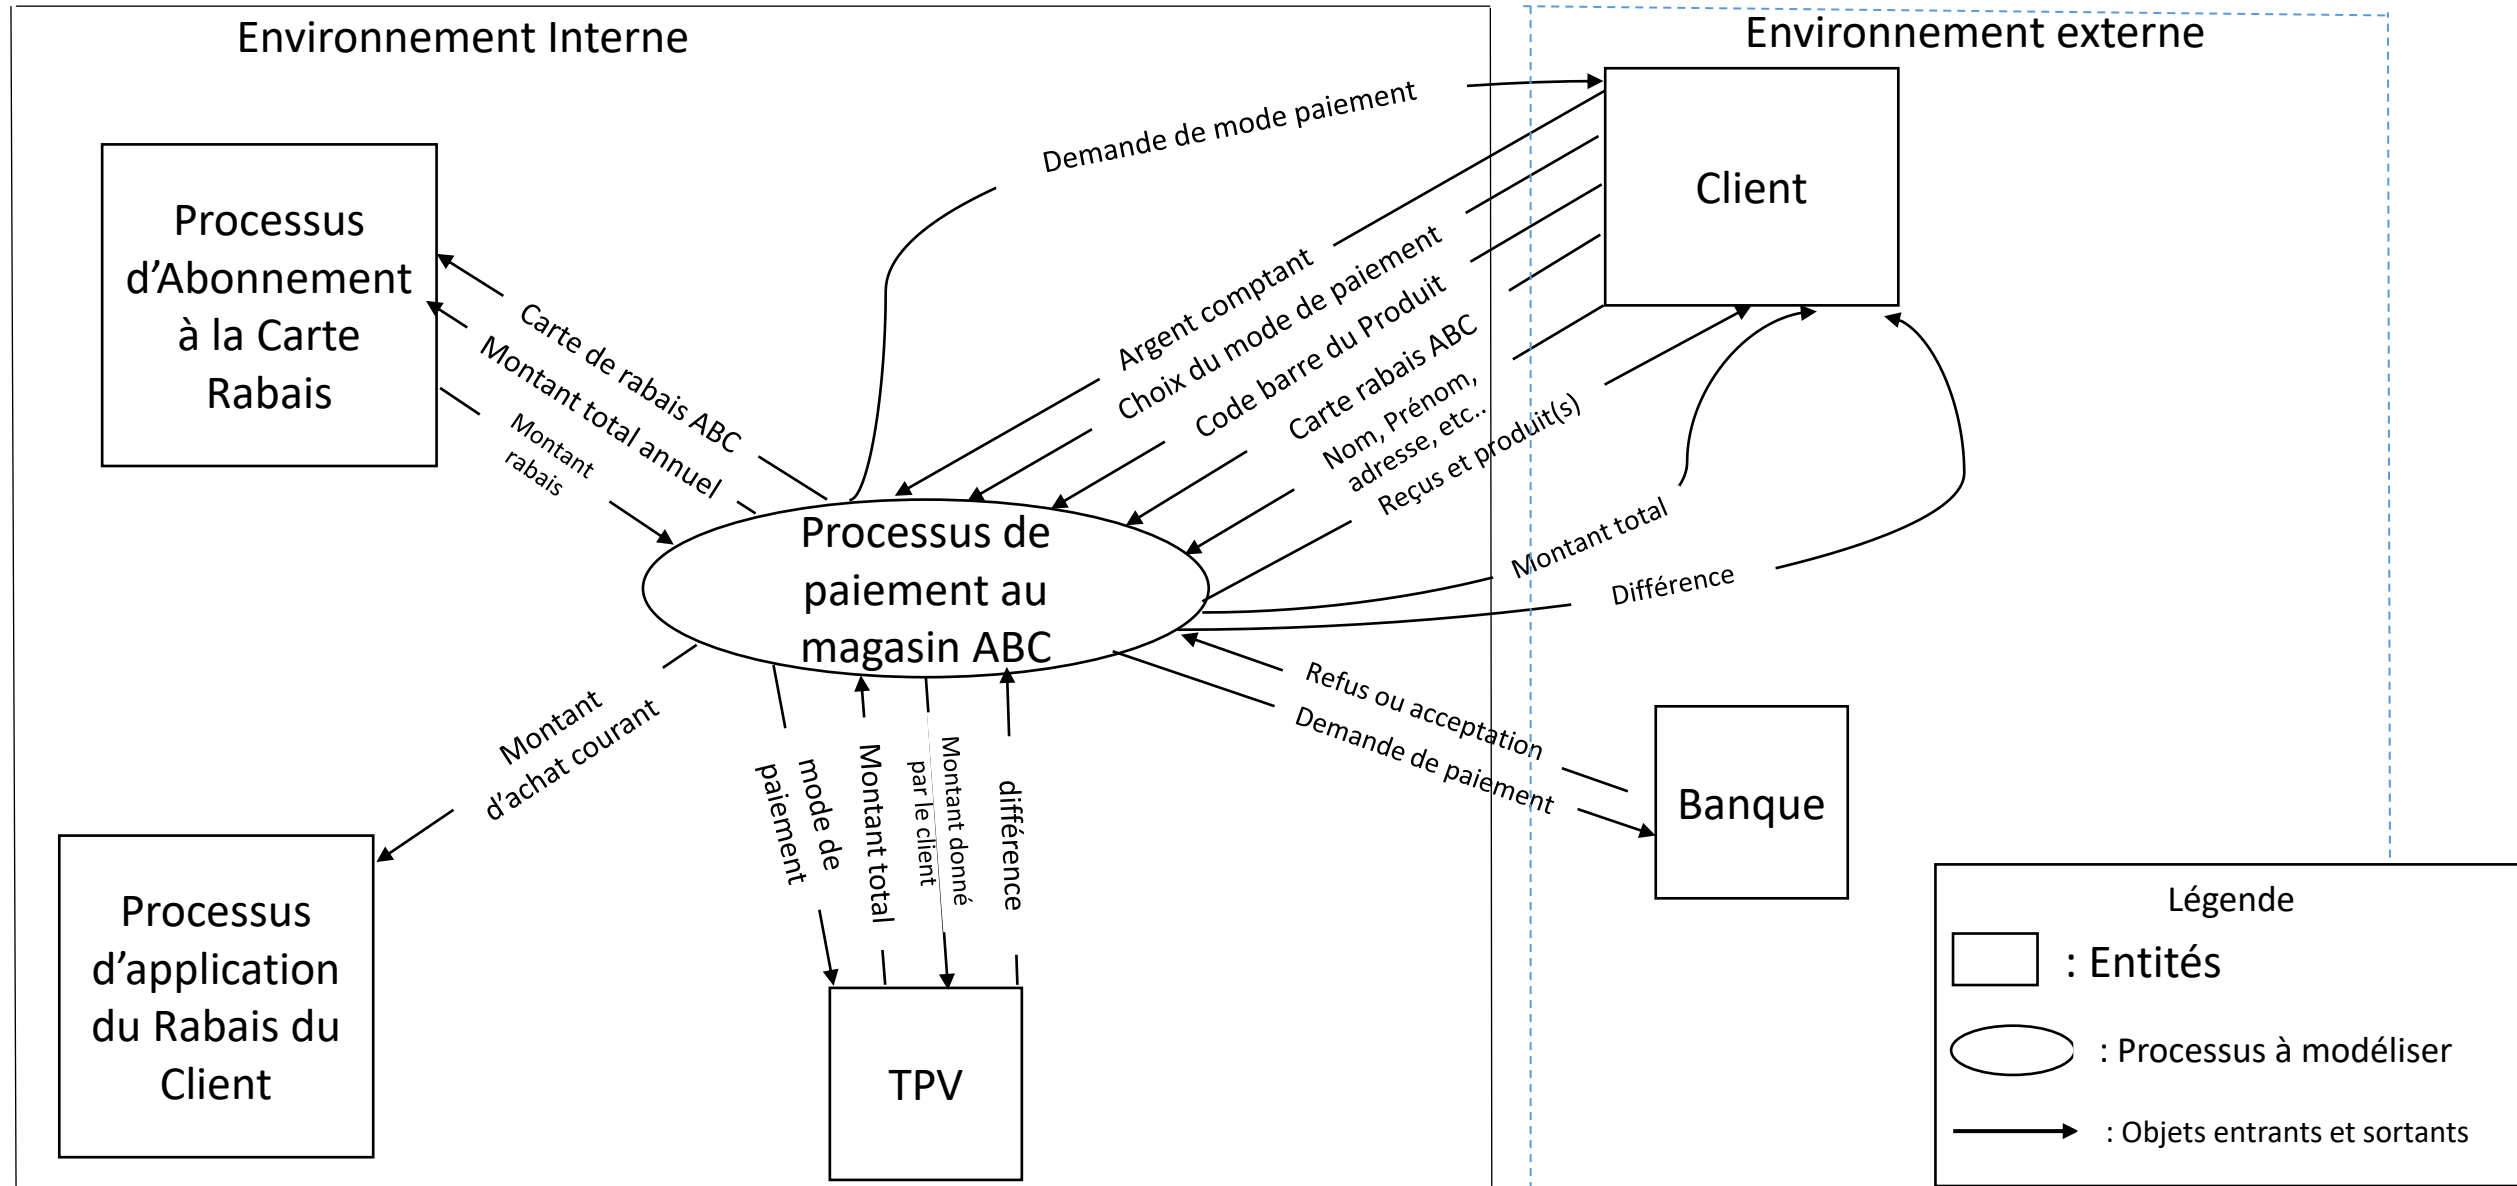 Environnement Interne
Environnement externe
Demande de mode paiement
Client
Processus
d’Abonnement
à la Carte
Rabais
Carte de rabais ABC
Montant total annuel
Montant
rabais
Argent comptant
Choix du mode de paiement
Code barre du Produit
Carte rabais ABC
Nom, Prénom,
adresse, etc..
Reçus et produit(s)
Montant total
Différence
Processus de
paiement au
magasin ABC
Refus ou acceptation
Demande de paiement
Banque
Montant
d’achat courant
mode de
paiement
Montant total
Montant donné
par le client
différence
Processus
d’application
du Rabais du
Client
TPV
Légende
: Entités
: Processus à modéliser
: Objets entrants et sortants